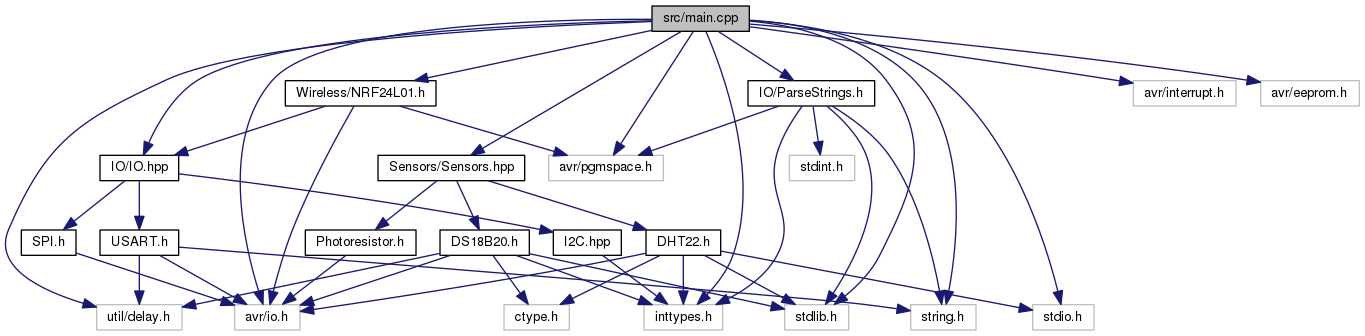 src/main.cpp
Wireless/NRF24L01.h
IO/ParseStrings.h
avr/interrupt.h
avr/eeprom.h
IO/IO.hpp
Sensors/Sensors.hpp
avr/pgmspace.h
stdint.h
SPI.h
USART.h
Photoresistor.h
DS18B20.h
I2C.hpp
DHT22.h
util/delay.h
avr/io.h
ctype.h
inttypes.h
stdlib.h
string.h
stdio.h